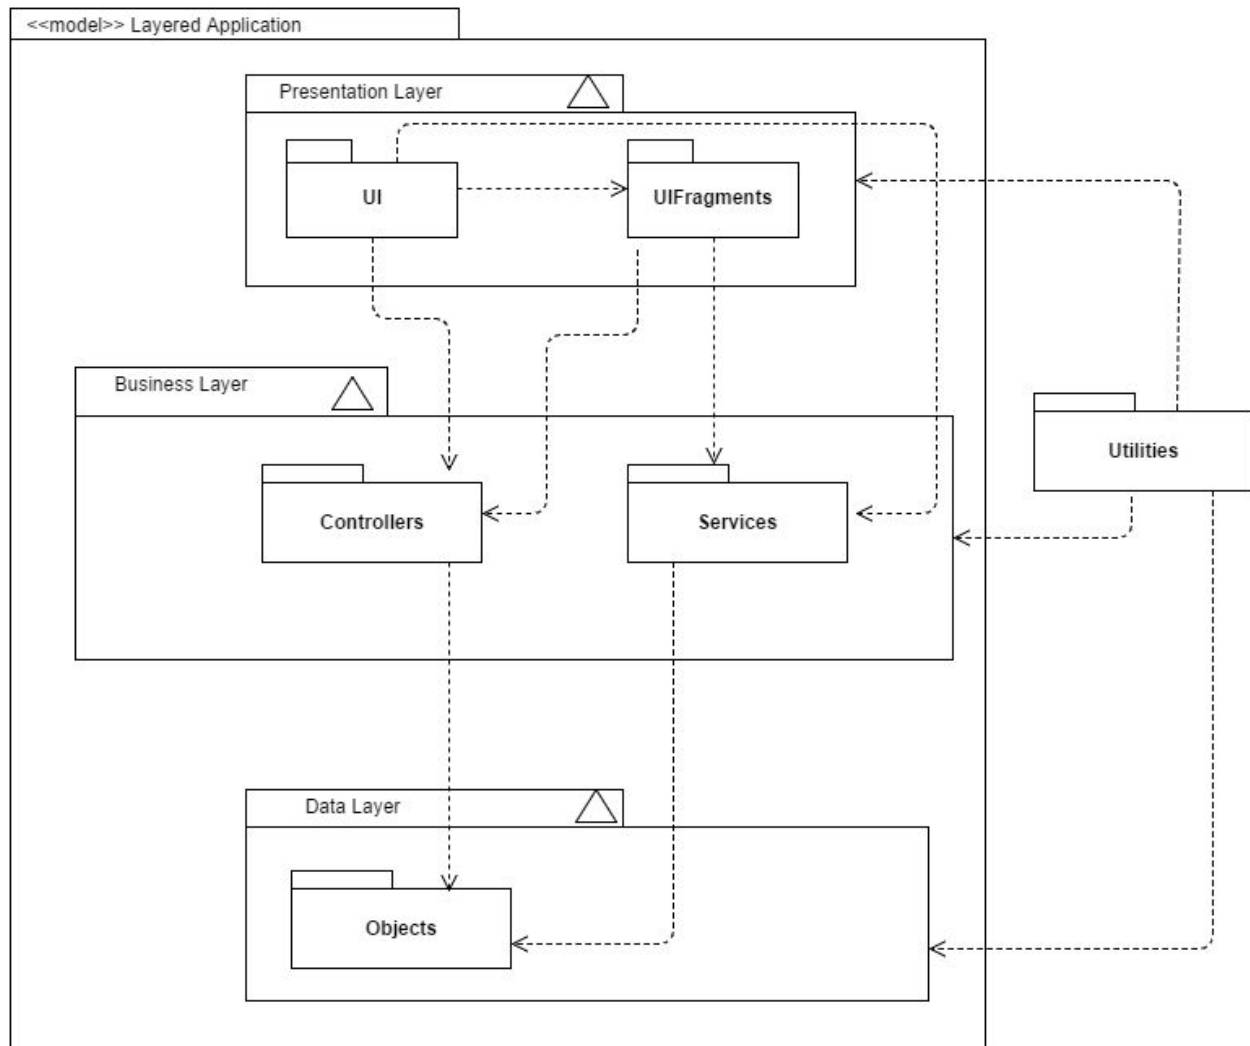 <<model>> Layered Application
Presentation Layer
UI
UIFragments
Business Layer
Utilities
Controllers
Services
Data Layer
Objects